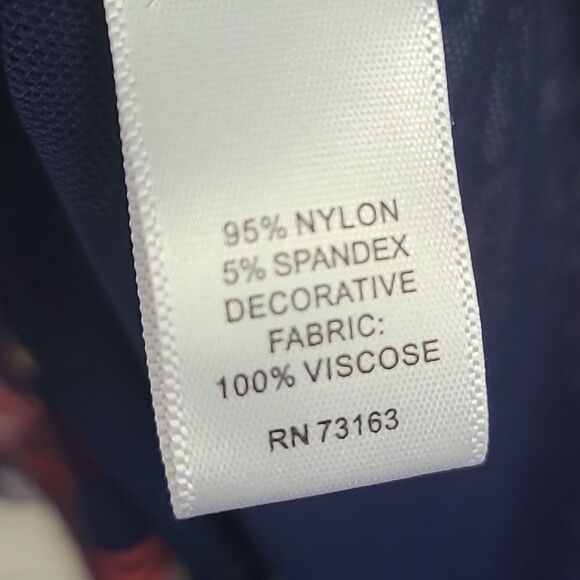 95% NYLON
5% SPANDEX
DECORATIVE
FABRIC:
100% VISCOSE
RN 73163